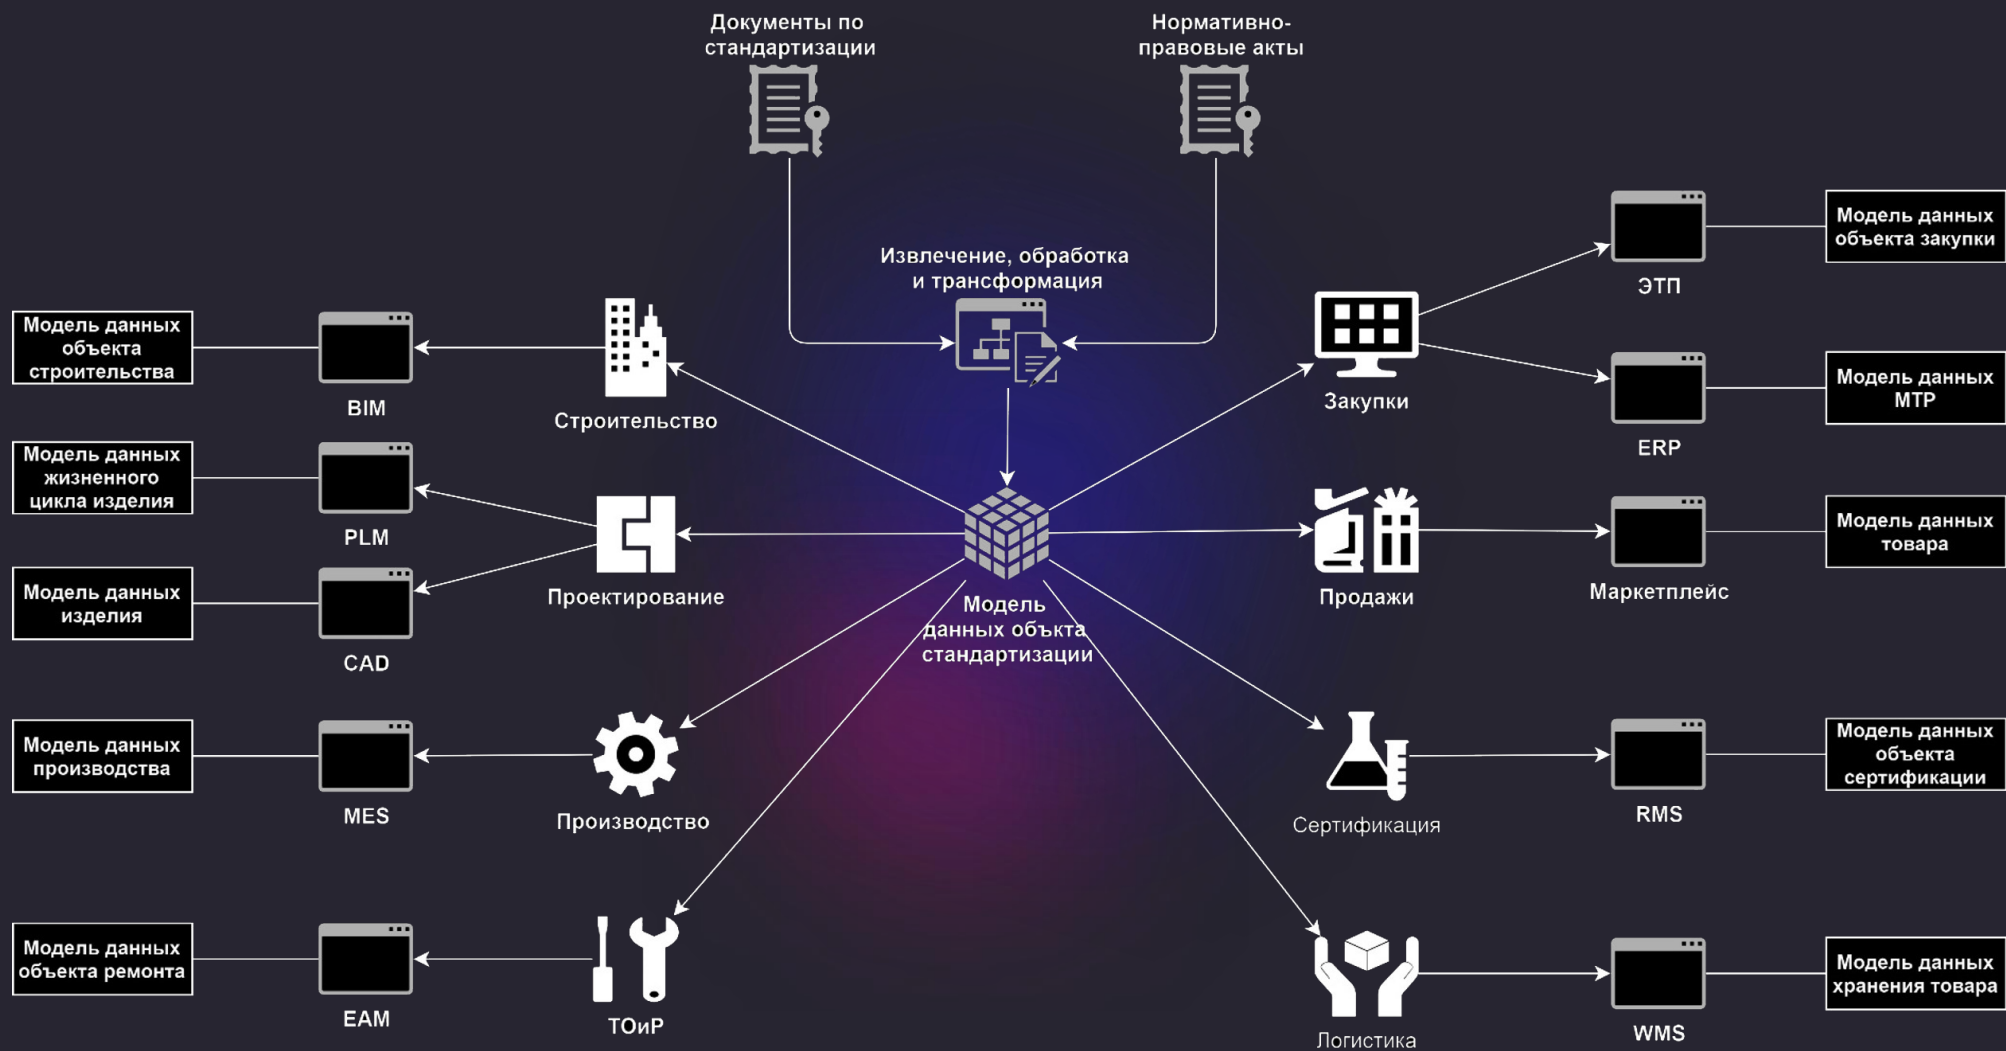 Документы по
стандартизации
Нормативно-
правовые акты
Извлечение, обработка
и трансформация
Модель данных
объекта закупки
ЭТП
Модель данных
объекта
строительства
BIM
Строительство
Закупки
Модель данных
МТР
ERP
Модель данных
жизненного
цикла изделия
PLM
Модель данных
изделия
CAD
Проектирование
Модель
данных объкта
стандартизации
Продажи
Маркетплейс
Модель данных
товара
Модель данных
производства
MES
Производство
Сертификация
RMS
Модель данных
объекта
сертификации
Модель данных
объекта ремонта
EAM
ТОиР
Логистика
WMS
Модель данных
хранения товара